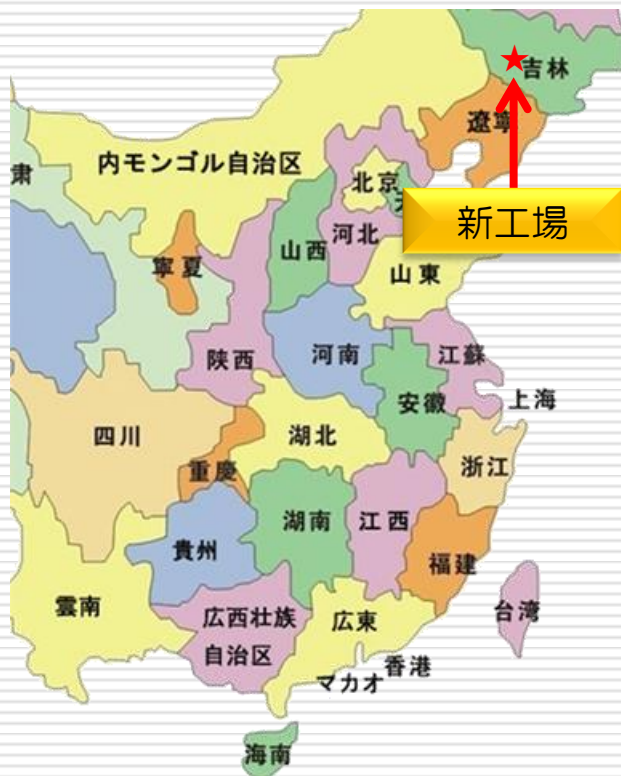 吉林
遼寧
内モンゴル自治区
粛
北京
天
新工場
河北
山西
寧夏
山東
陝西
河南
江蘇
安徽
上海
四川
湖北
浙江
重慶
湖南
江西
貴州
福建
雲南
広西壮族
自治区
広東
台湾
香港
マカオ
海南